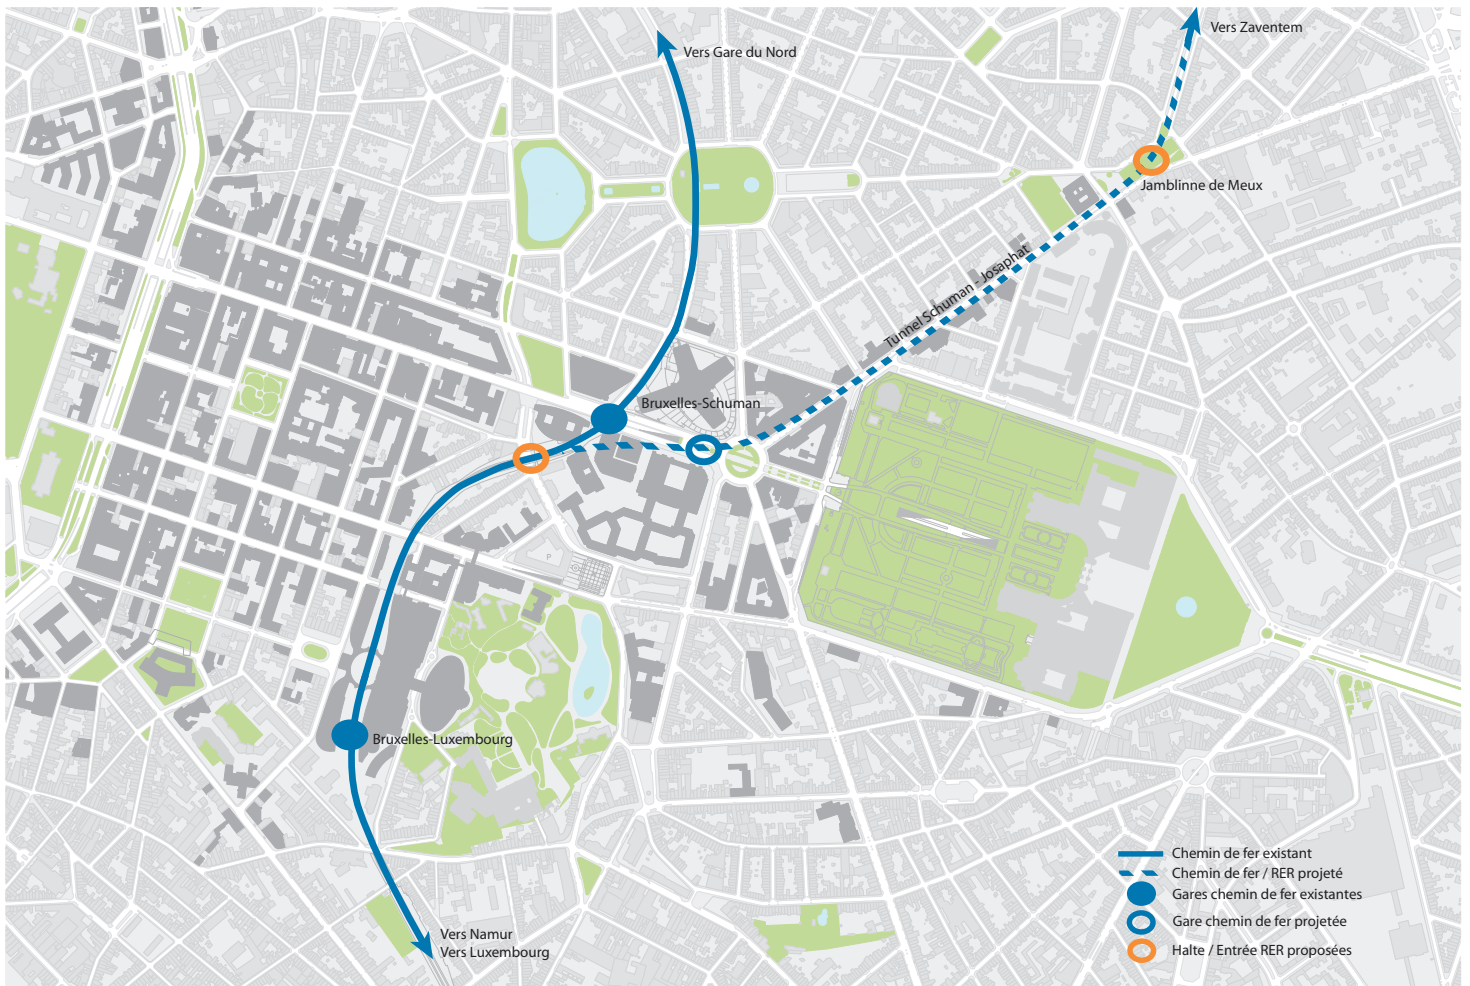 Vers Zaventem
Vers Gare du Nord
Jamblinne de Meux
Tunnel Schuman - Josaphat
Bruxelles-Schuman
P
Bruxelles-Luxembourg
Chemin de fer existant
Chemin de fer / RER projeté
Gares chemin de fer existantes
Gare chemin de fer projetée
Halte / Entrée RER proposées
Vers Namur
Vers Luxembourg